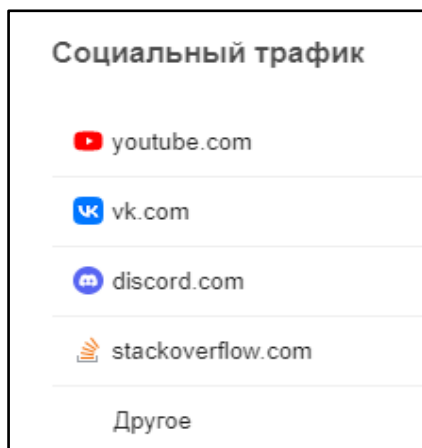 Социальный трафик
youtube.com
vk.com
discord.com
stackoverflow.com
Другое